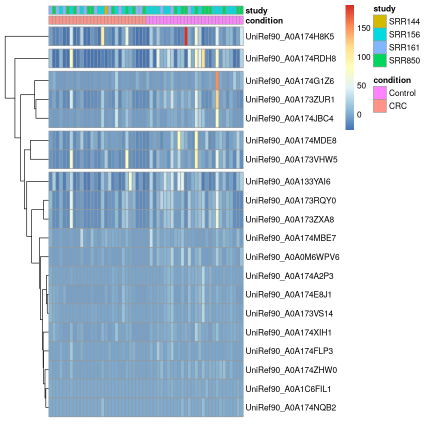 study
condition
UniRef90_A0A174H8K5
UniRef90_A0A174RDH8
UniRef90_A0A174G1Z6
UniRef90_A0A173ZUR1
UniRef90_A0A174JBC4
UniRef90_A0A174MDE8
UniRef90_A0A173VHW5
UniRef90_A0A133YAI6
UniRef90_A0A173RQY0
UniRef90_A0A173ZXA8
UniRef90_A0A174MBE7
UniRef90_A0A0M6WPV6
UniRef90_A0A174A2P3
UniRef90_A0A174E8J1
UniRef90_A0A173VS14
UniRef90_A0A174XIH1
UniRef90_A0A174FLP3
UniRef90_A0A174ZHW0
UniRef90_A0A1C6FIL1
UniRef90_A0A174NQB2
150
100
50
0
study
SRR144
SRR156
SRR161
SRR850
condition
Control
CRC